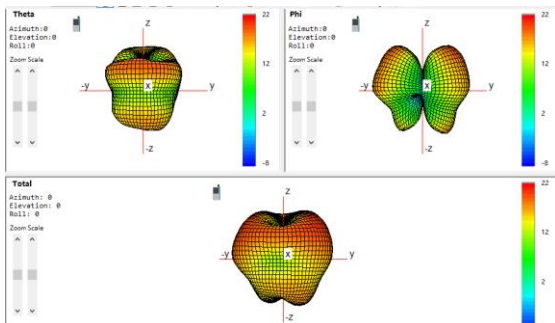 Theta
Azimuth:0
Elevation:0
Roll:0
Zoom Scale
z
-y
x
y
-z
22
12
2
-8
Phi
Azimuth:0
Elevation:0
Roll:0
Zoom Scale
z
-y
x
y
-z
22
12
2
-8
Total
Azimuth: 0
Elevation: 0
Roll: 0
Zoom Scale
z
-y
x
y
-z
22
12
2